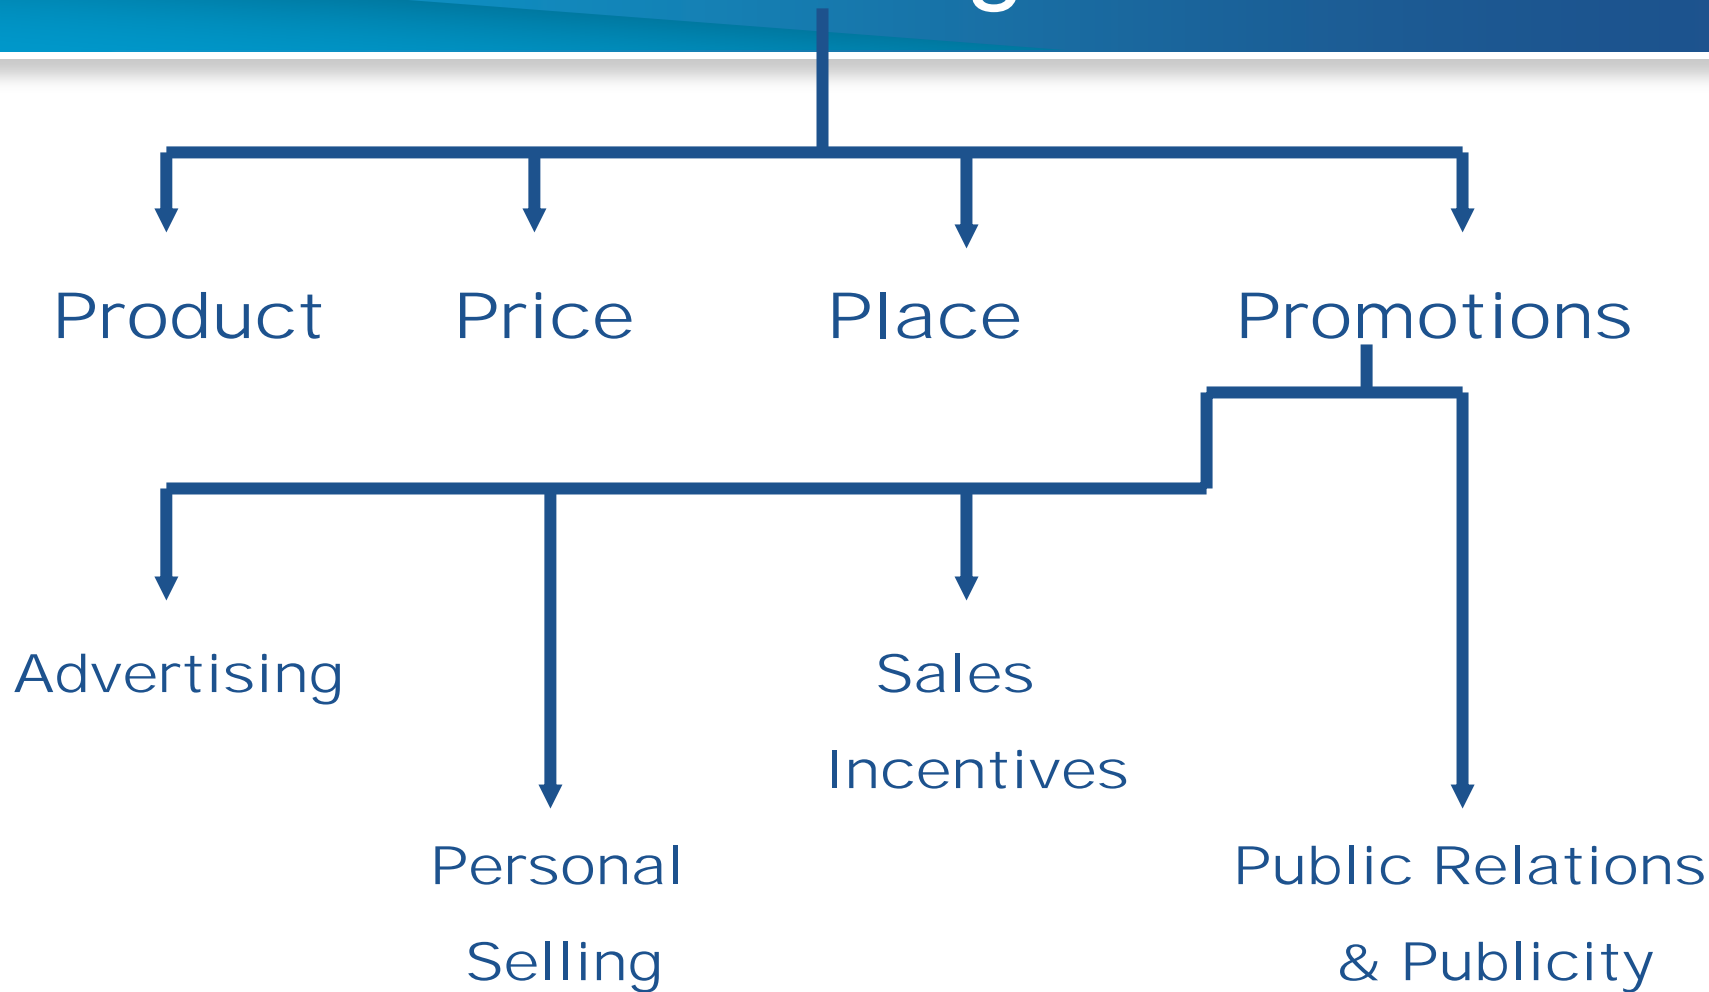 Product Price Place Promotions
Advertising
Sales
Incentives
Personal
Selling
Public Relations
& Publicity